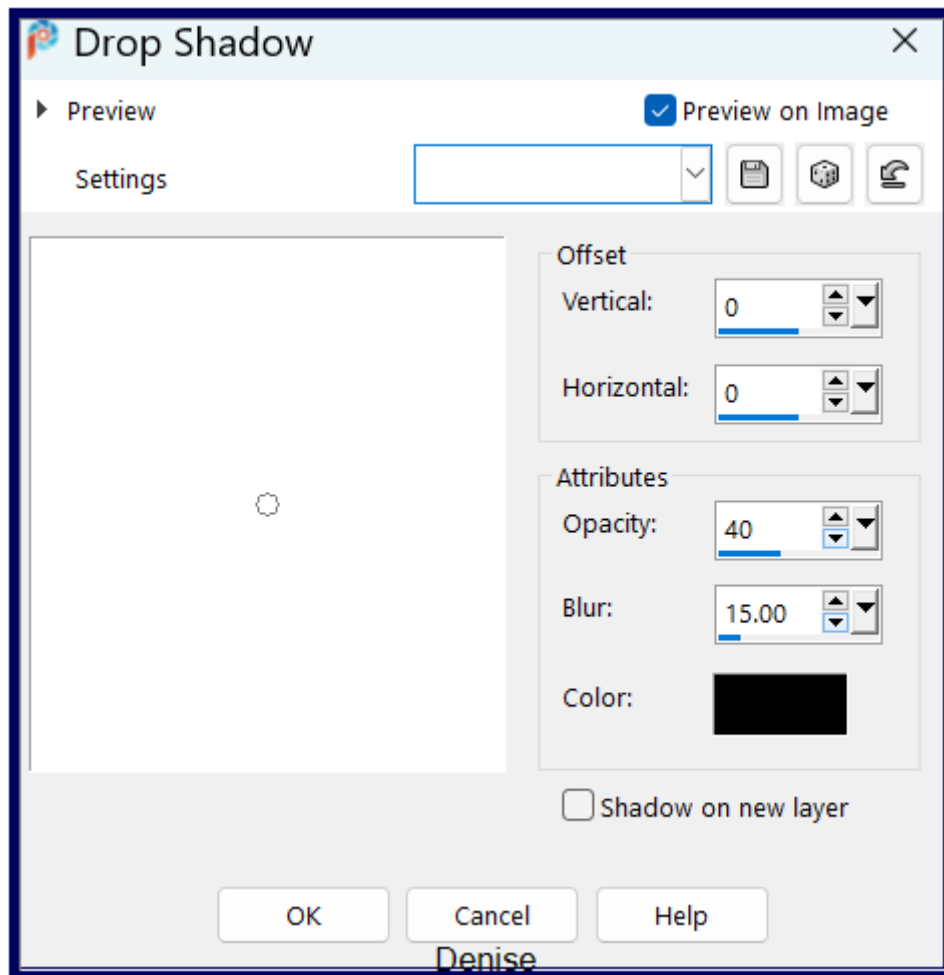 Drop Shadow
Preview
Preview on Image
Settings
Offset
Vertical: 0
Horizontal: 0
Attributes
Opacity: 40
Blur: 15.00
Color:
Shadow on new layer
OK Cancel Help
Denise